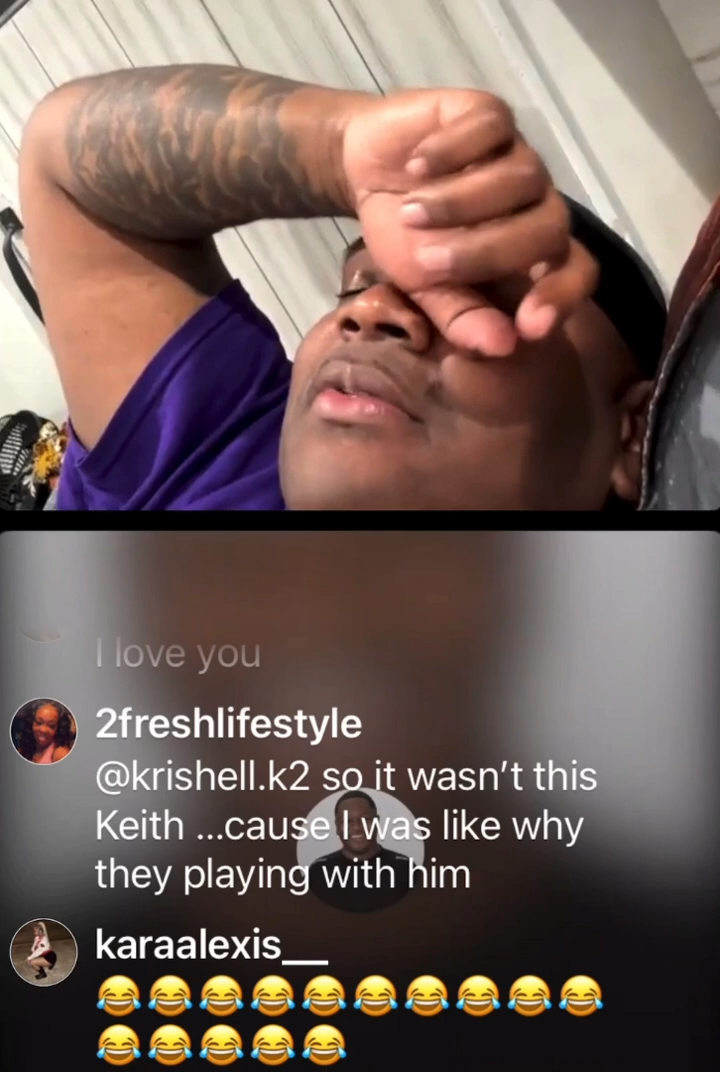 I love you
2freshlifestyle
@krishell.k2 so it wasn’t this
Keith ...cause I was like why
they playing with him
karaalexis__
😂😂😂😂😂😂😂😂😂😂
😂😂😂😂😂